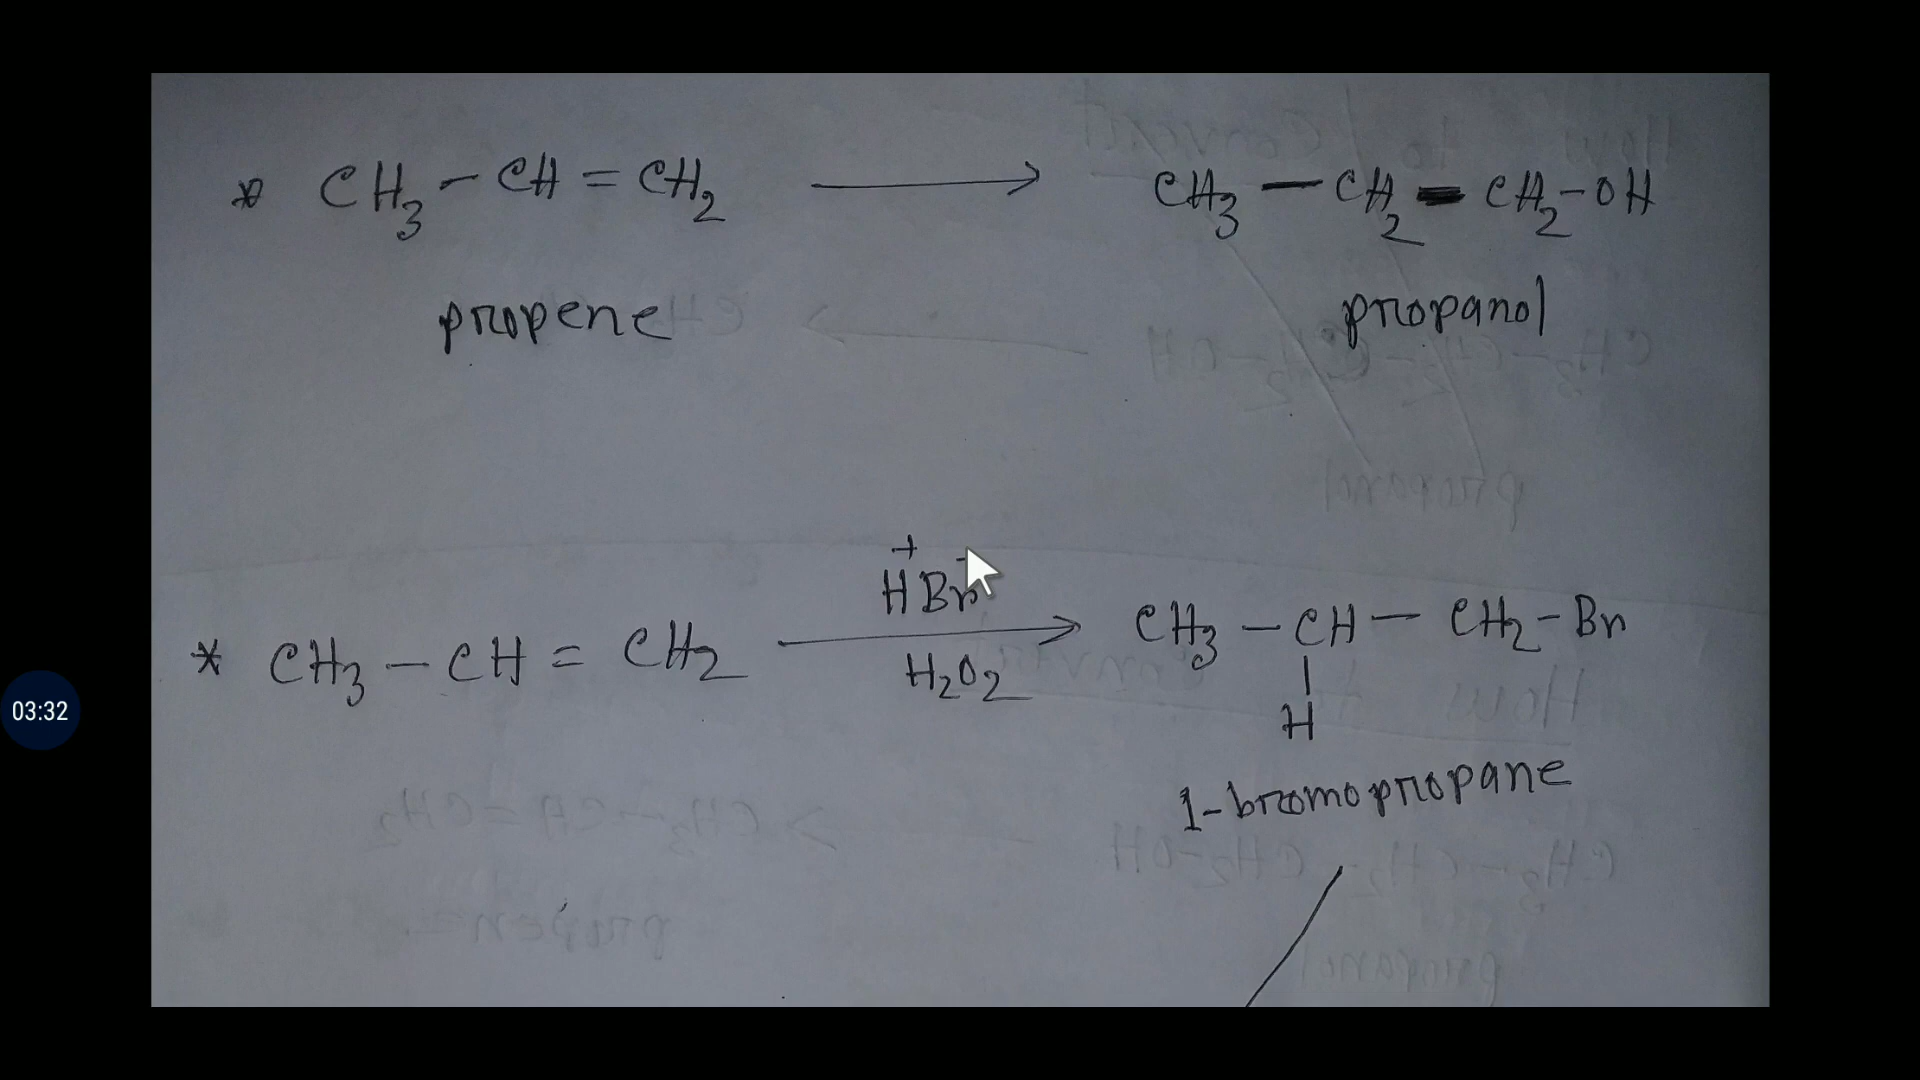 * CH₃ – CH = CH₂ ⟶ CH₃ – CH₂ – CH₂ – OH
propene propanol
+ -
HBr
* CH₃ – CH = CH₂ ⟶ CH₃ – CH – CH₂ – Br
H₂O₂
|
H
1-bromopropane
03:32